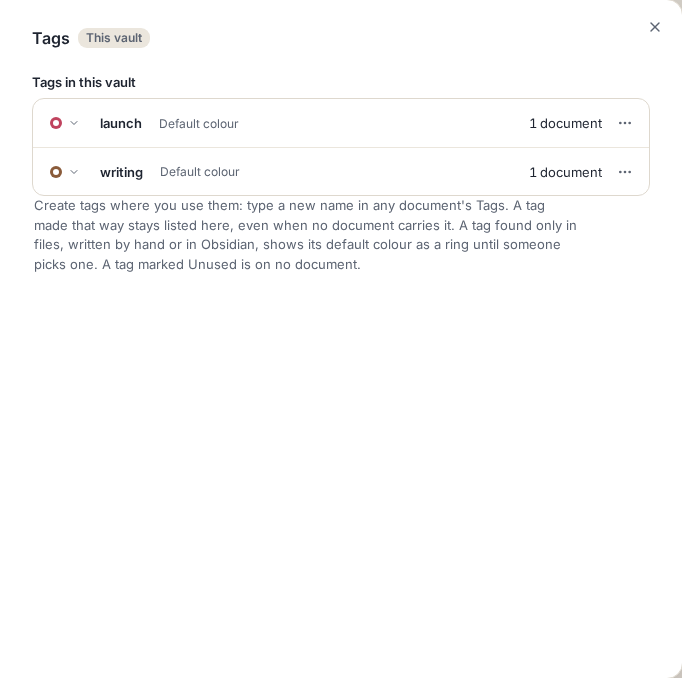 Tags This vault
Tags in this vault
launch Default colour 1 document
writing Default colour 1 document
Create tags where you use them: type a new name in any document's Tags. A tag
made that way stays listed here, even when no document carries it. A tag found only in
files, written by hand or in Obsidian, shows its default colour as a ring until someone
picks one. A tag marked Unused is on no document.